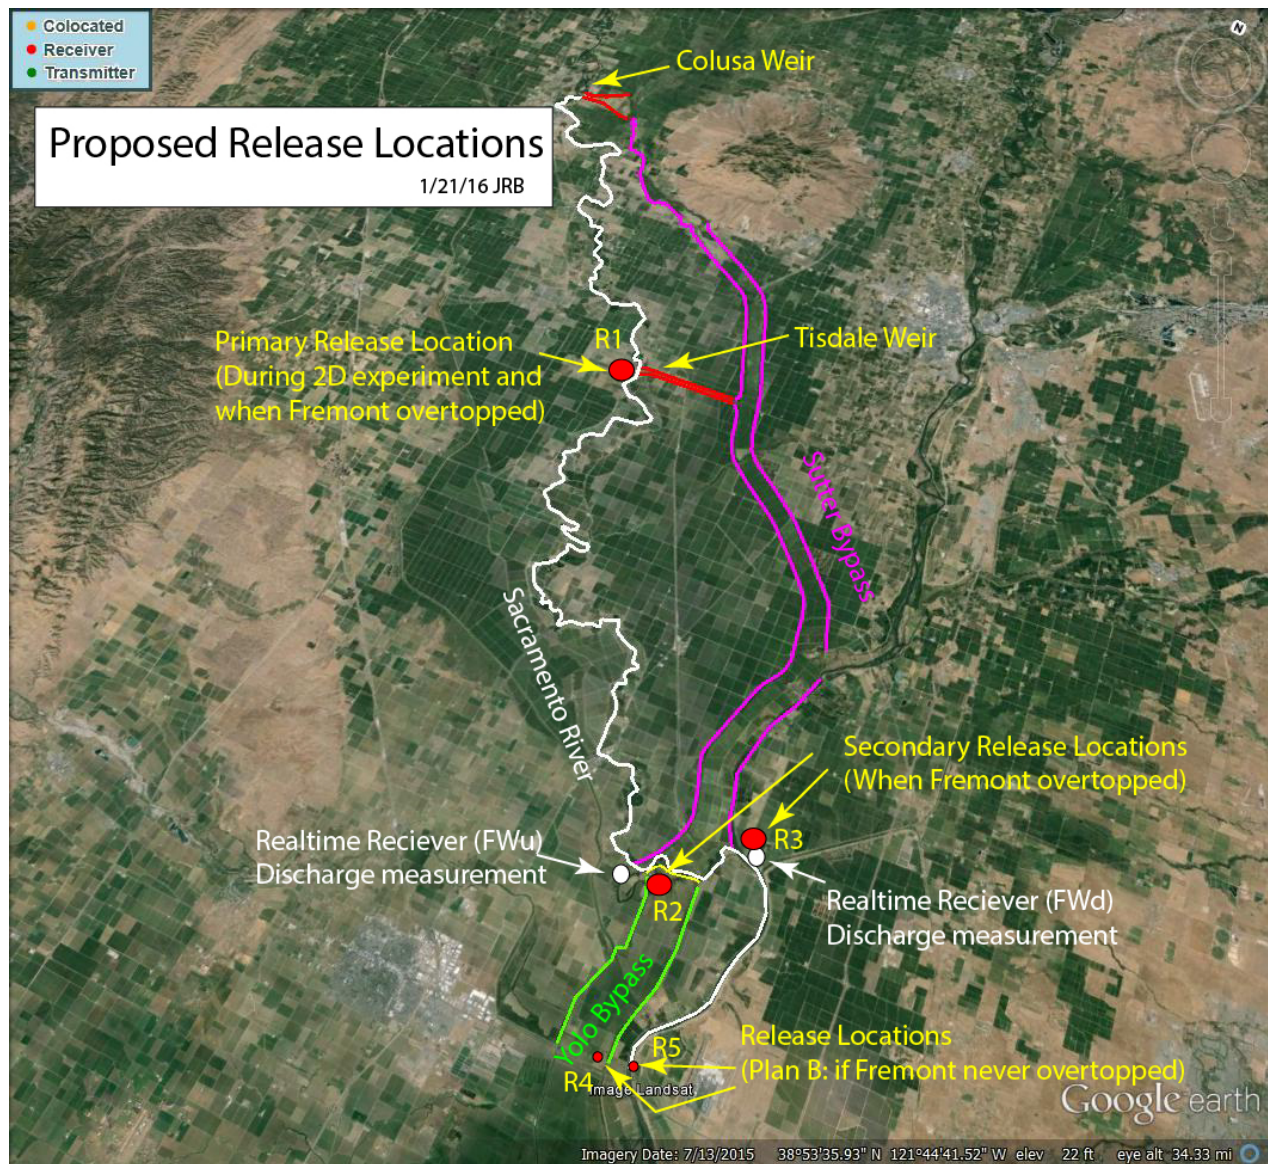 Colocated
Receiver
Transmitter
N
Colusa Weir
Proposed Release Locations
1/21/16 JRB
Primary Release Location
(During 2D experiment and
when Fremont overtopped)
R1
Tisdale Weir
Sutter Bypass
Sacramento River
Secondary Release Locations
(When Fremont overtopped)
Realtime Reciever (FWu)
Discharge measurement
R3
R2
Realtime Reciever (FWd)
Discharge measurement
Yolo Bypass
Release Locations
(Plan B: if Fremont never overtopped)
R5
R4
Image Landsat
Google earth
Imagery Date: 7/13/2015 38°53'35.93" N 121°44'41.52" W elev 22 ft eye alt 34.33 mi